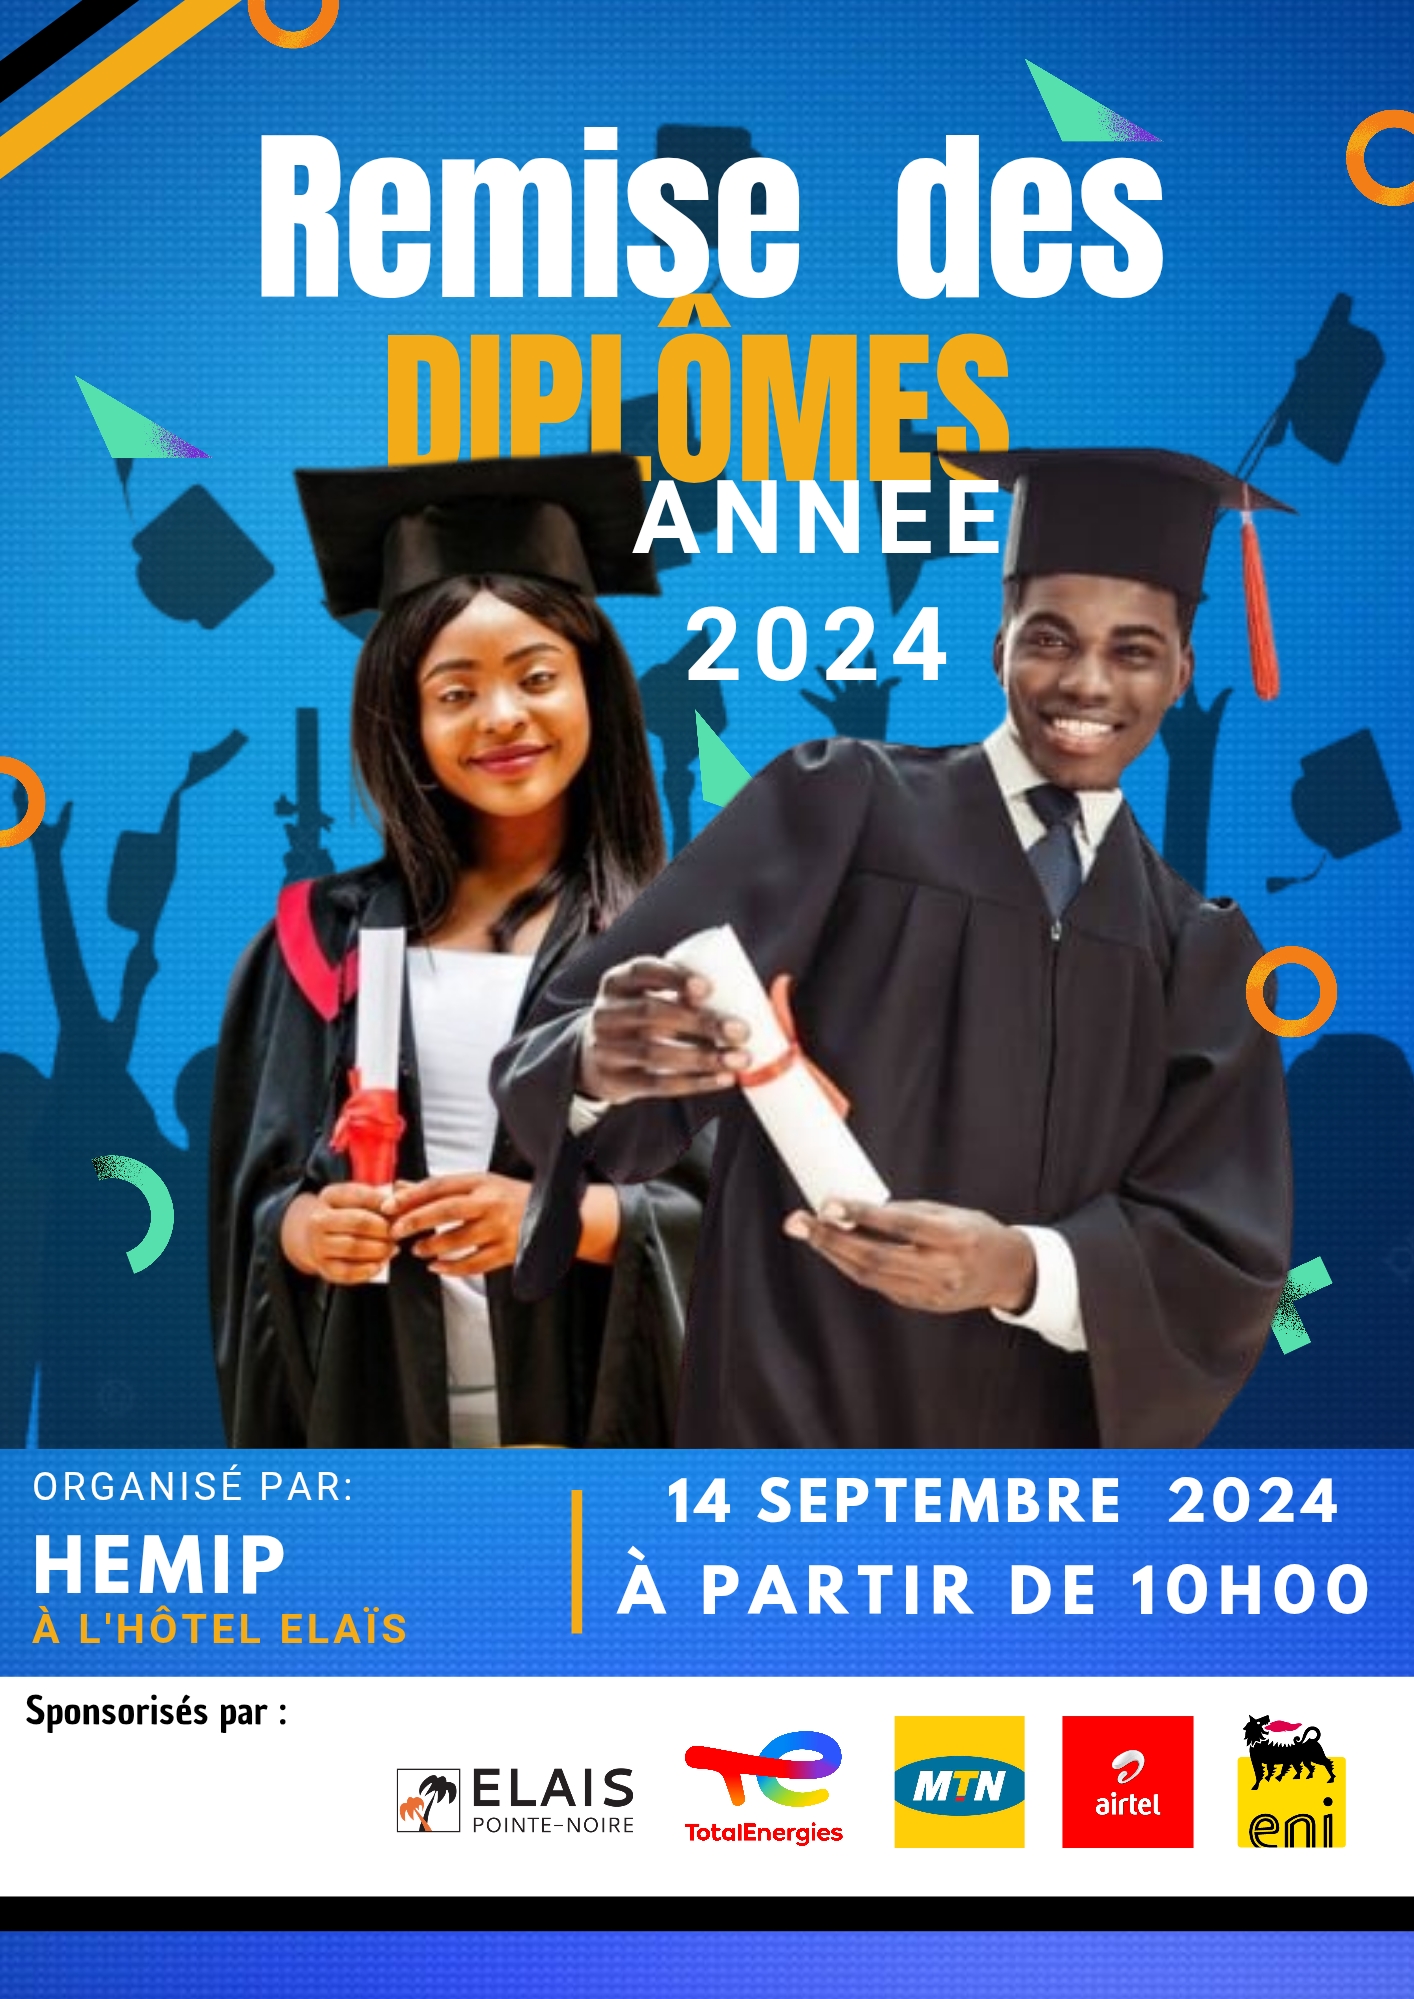 Remise des
DIPLÔMES
ANNEE
2024
ORGANISÉ PAR:
HEMIP
À L'HÔTEL ELAÏS
14 SEPTEMBRE 2024
À PARTIR DE 10H00
Sponsorisés par :
ELAIS
POINTE-NOIRE
TotalEnergies
MTN
airtel
eni